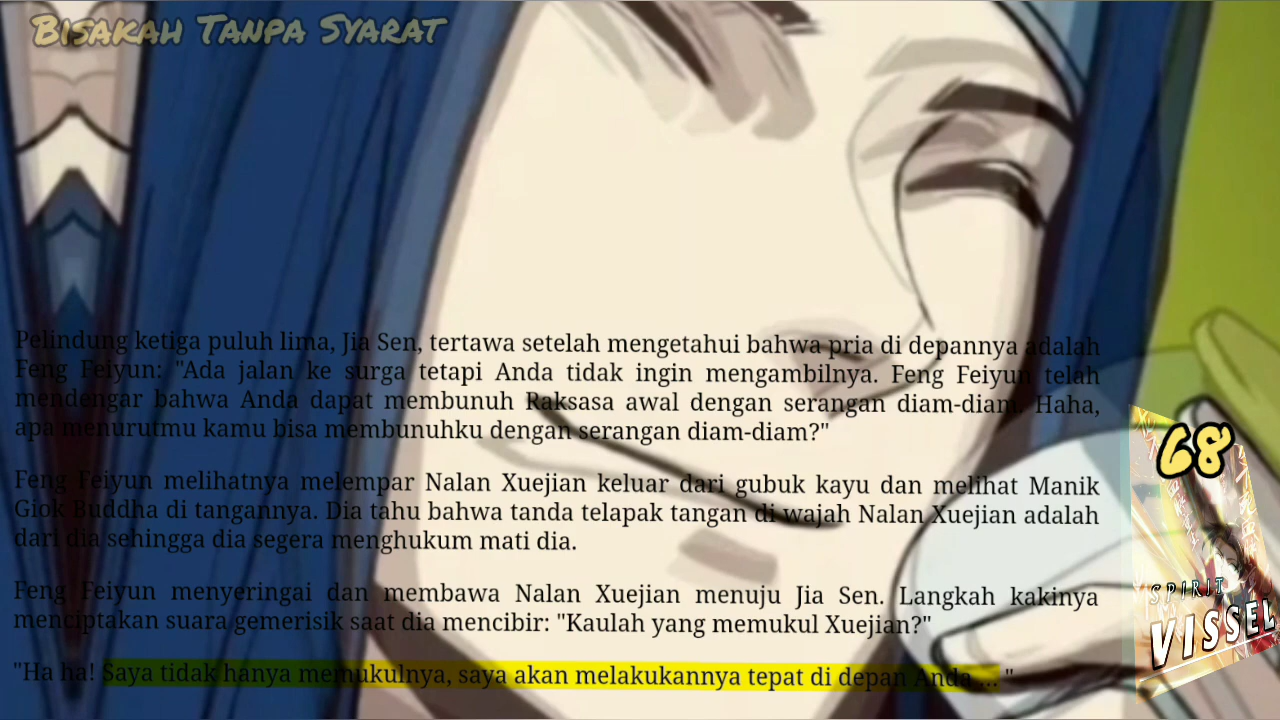 Bisakah Tanpa Syarat
Pelindung ketiga puluh lima, Jia Sen, tertawa setelah mengetahui bahwa pria di depannya adalah
Feng Feiyun: "Ada jalan ke surga tetapi Anda tidak ingin mengambilnya. Feng Feiyun telah
mendengar bahwa Anda dapat membunuh Raksasa awal dengan serangan diam-diam. Haha,
apa menurutmu kamu bisa membunuhku dengan serangan diam-diam?"
Feng Feiyun melihatnya melempar Nalan Xuejian keluar dari gubuk kayu dan melihat Manik
Giok Buddha di tangannya. Dia tahu bahwa tanda telapak tangan di wajah Nalan Xuejian adalah
dari dia sehingga dia segera menghukum mati dia.
Feng Feiyun menyeringai dan membawa Nalan Xuejian menuju Jia Sen. Langkah kakinya
menciptakan suara gemerisik saat dia mencibir: "Kaulah yang memukul Xuejian?"
"Ha ha! Saya tidak hanya memukulnya, saya akan melakukannya tepat di depan Anda ... "
68
SPIRIT
VISSEL